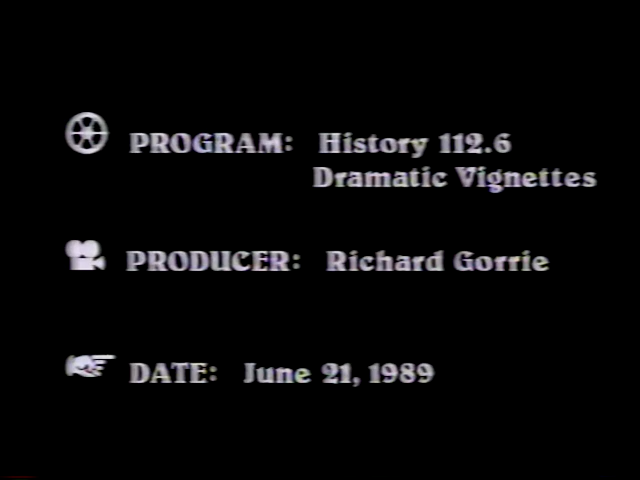 PROGRAM: History 112.6
Dramatic Vignettes
PRODUCER: Richard Gorrie
DATE: June 21, 1989